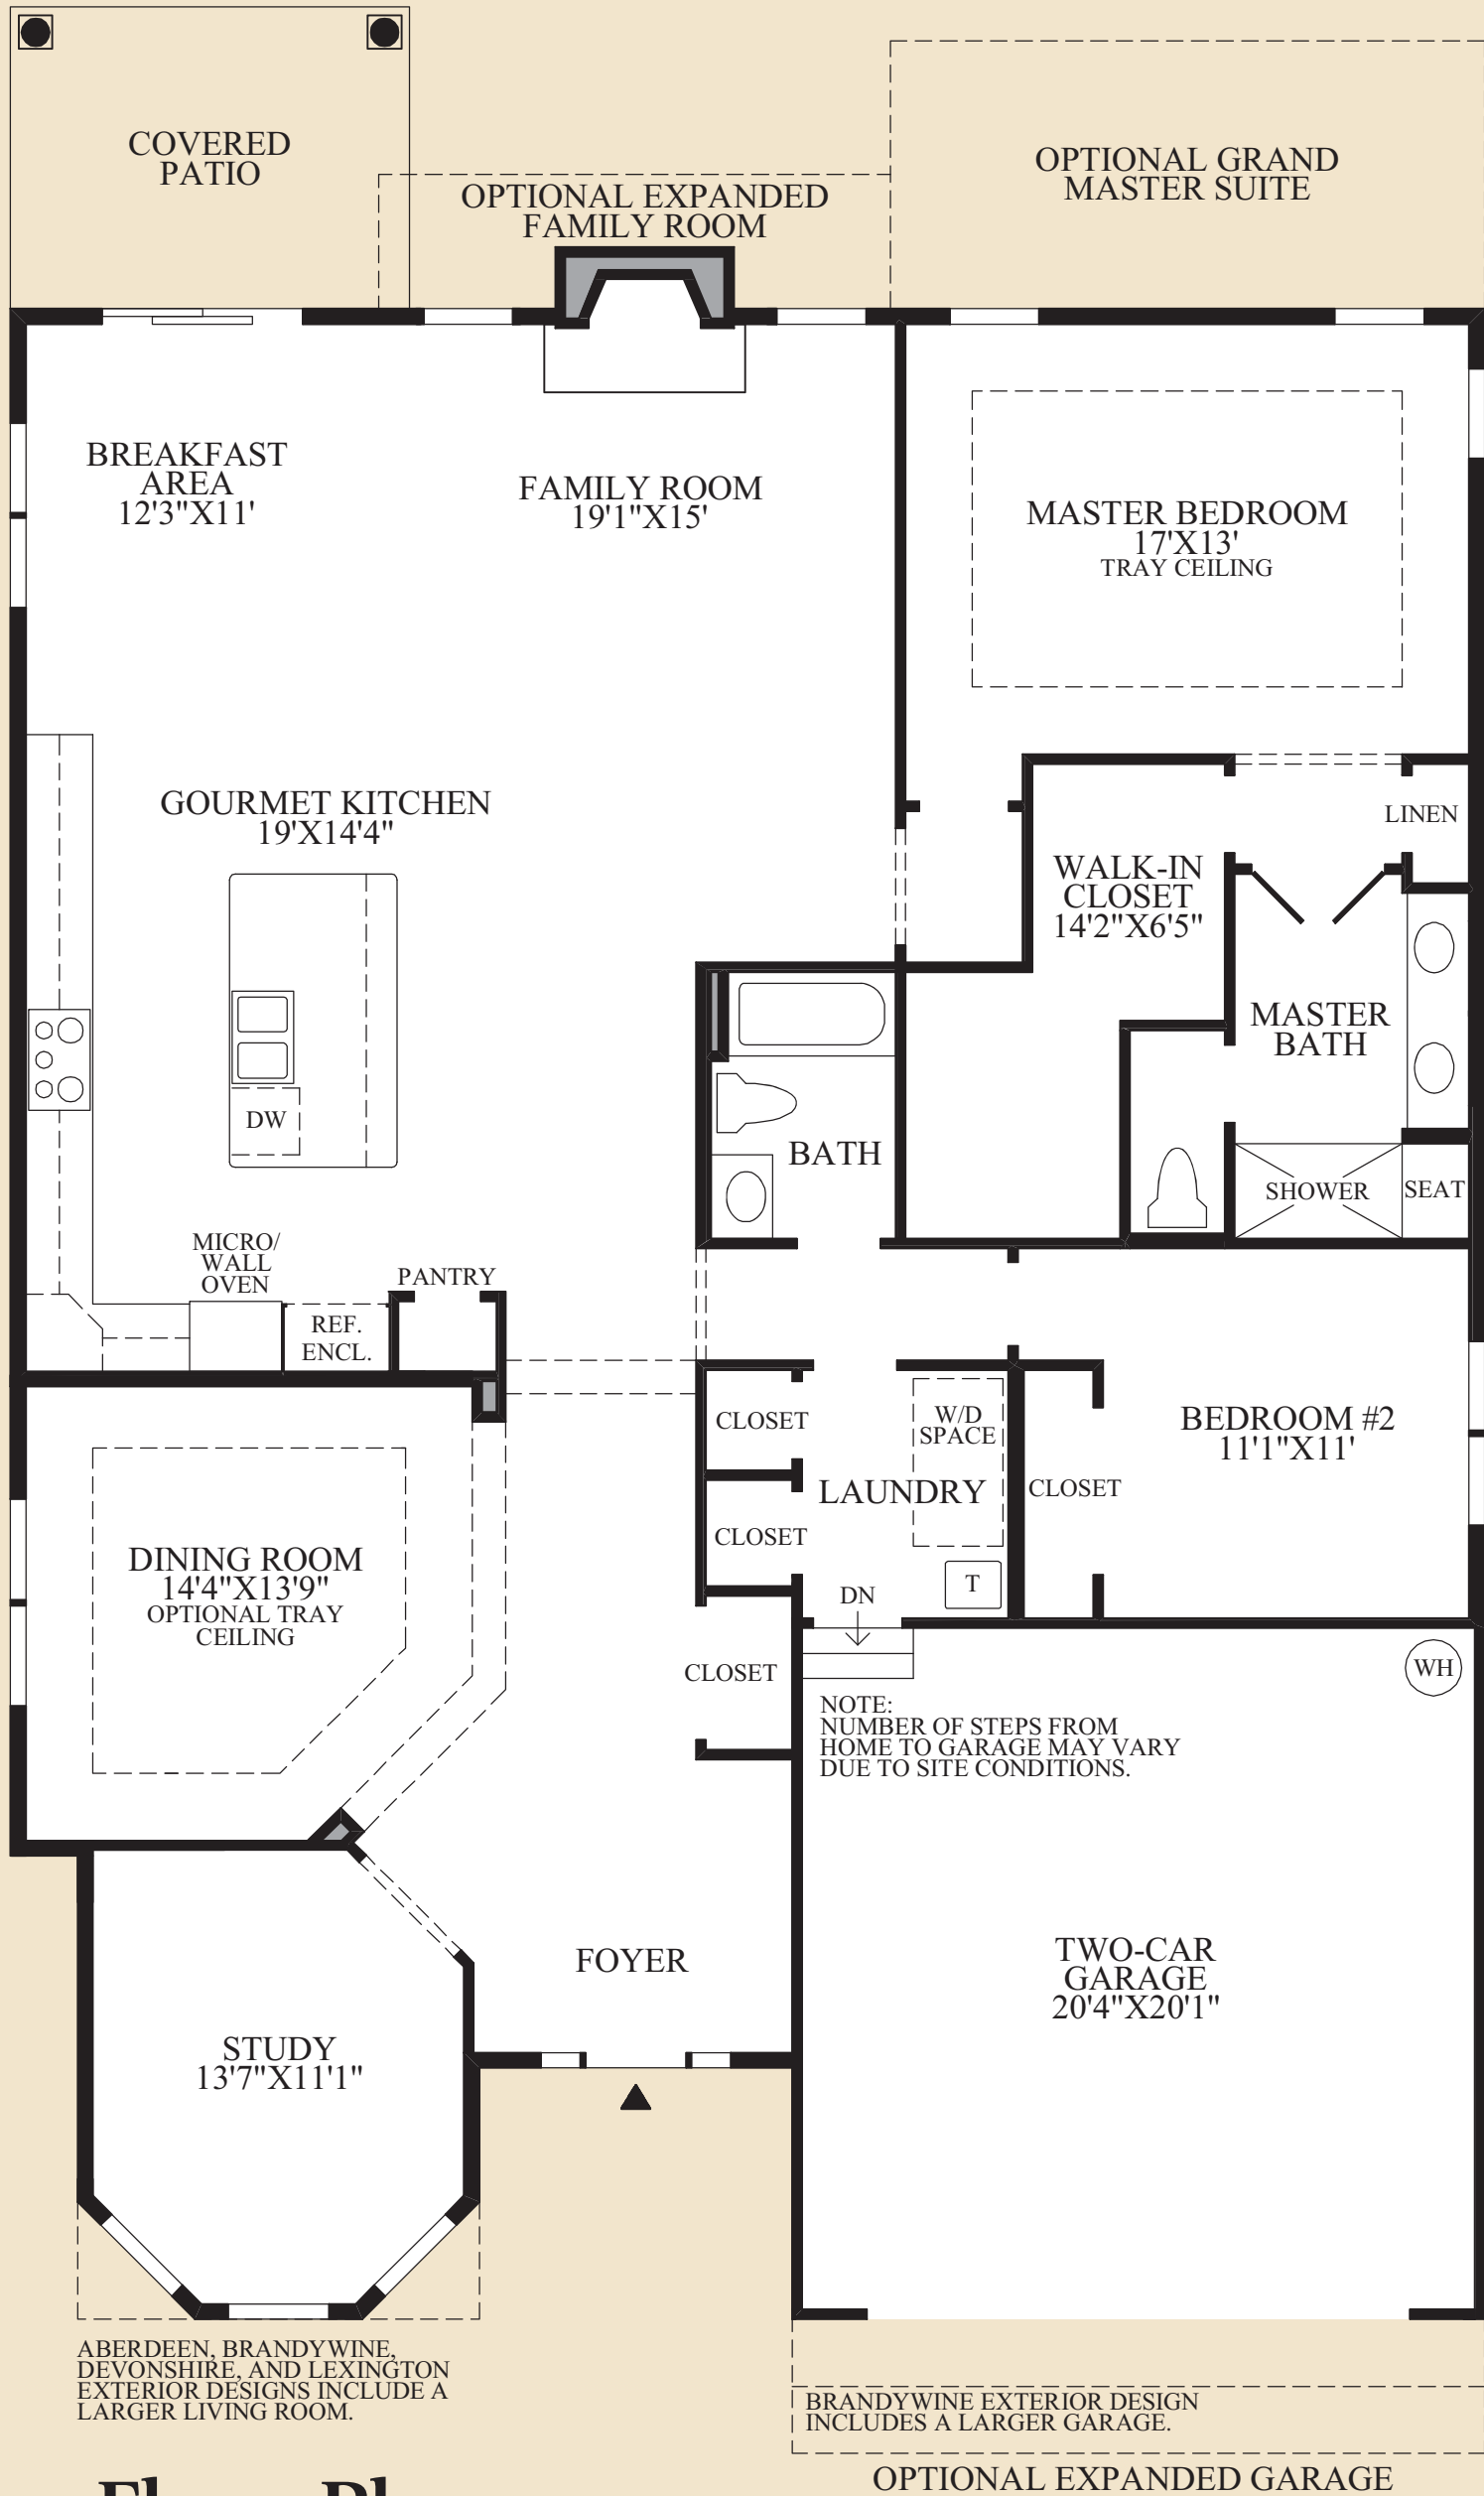 COVERED
PATIO
OPTIONAL GRAND
MASTER SUITE
OPTIONAL EXPANDED
FAMILY ROOM
BREAKFAST
AREA
12'3"X11'
FAMILY ROOM
19'1"X15'
MASTER BEDROOM
17'X13'
TRAY CEILING
GOURMET KITCHEN
19'X14'4"
LINEN
WALK-IN
CLOSET
14'2"X6'5"
MASTER
BATH
DW
BATH
SHOWER
SEAT
MICRO/
WALL
OVEN
PANTRY
REF.
ENCL.
CLOSET
W/D
SPACE
BEDROOM #2
11'1"X11'
LAUNDRY
CLOSET
CLOSET
DINING ROOM
14'4"X13'9"
OPTIONAL TRAY
CEILING
T
DN
CLOSET
WH
NOTE:
NUMBER OF STEPS FROM
HOME TO GARAGE MAY VARY
DUE TO SITE CONDITIONS.
FOYER
TWO-CAR
GARAGE
20'4"X20'1"
STUDY
13'7"X11'1"
ABERDEEN, BRANDYWINE,
DEVONSHIRE, AND LEXINGTON
EXTERIOR DESIGNS INCLUDE A
LARGER LIVING ROOM.
BRANDYWINE EXTERIOR DESIGN
INCLUDES A LARGER GARAGE.
OPTIONAL EXPANDED GARAGE